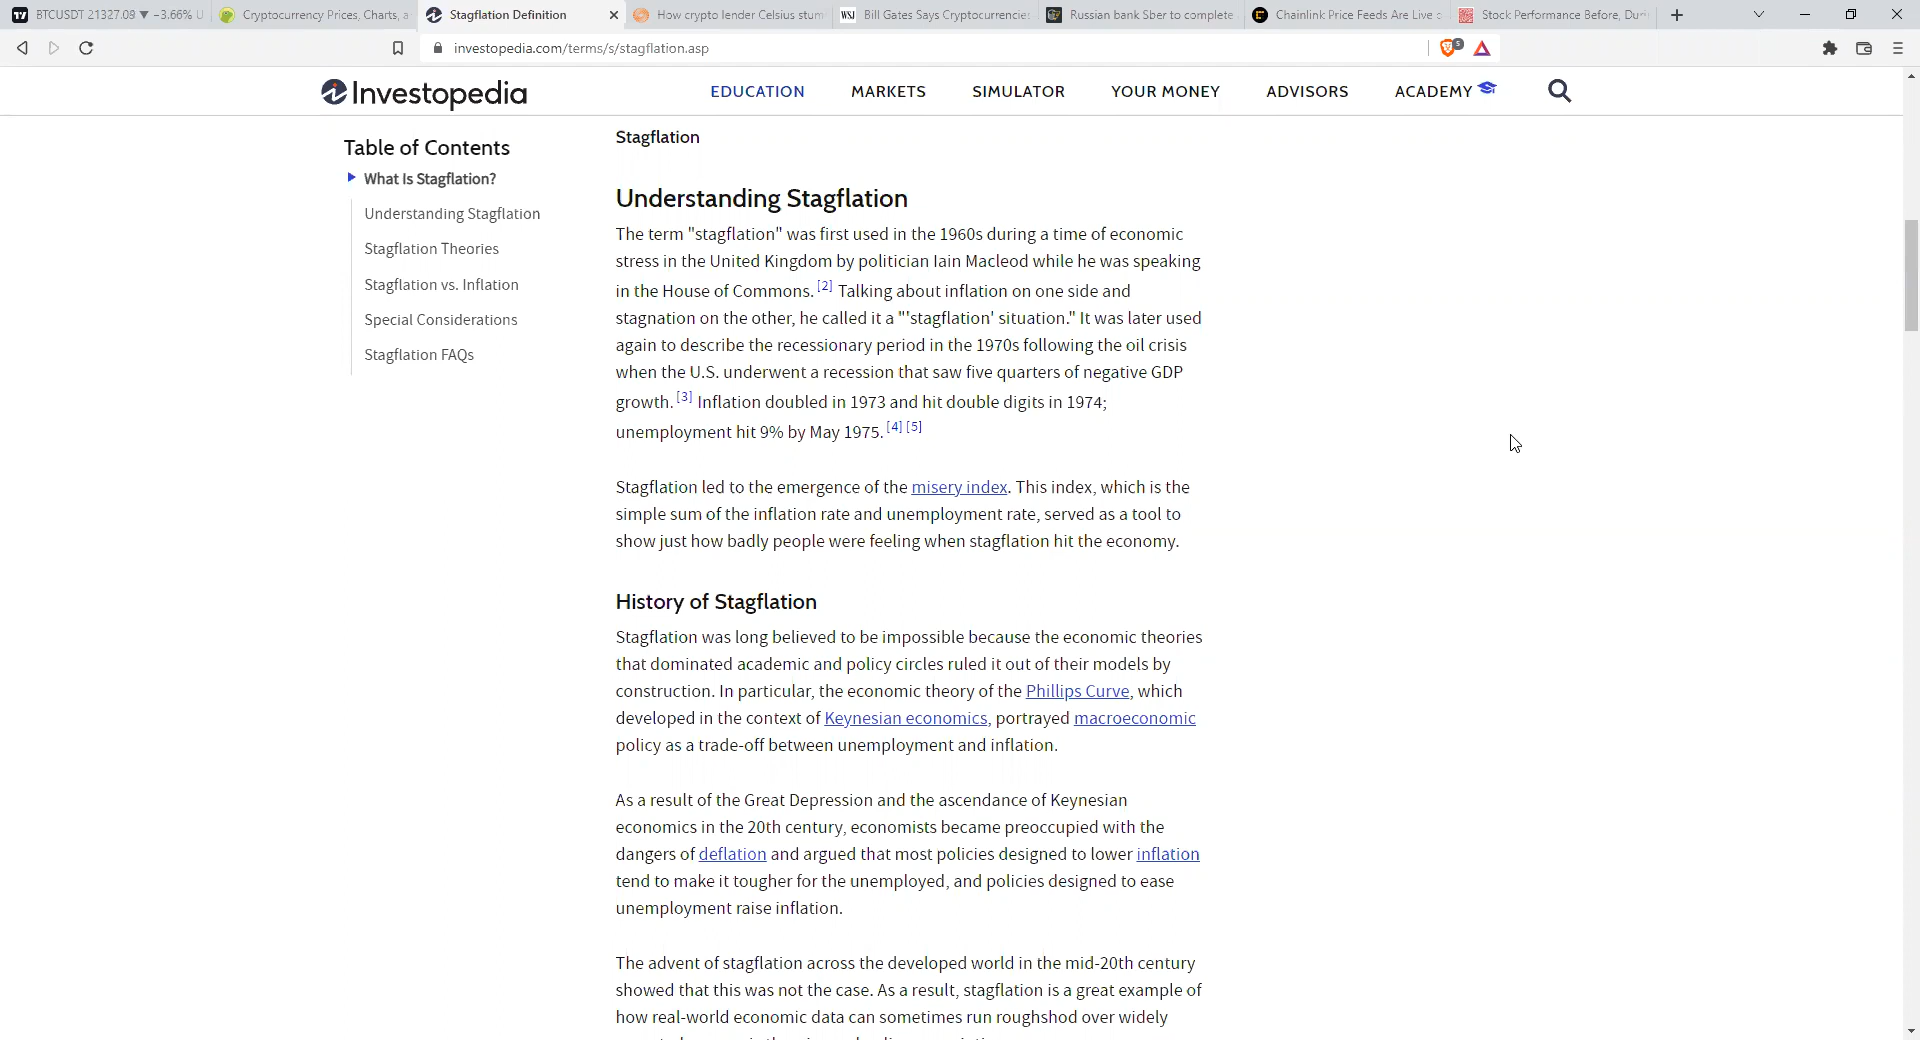 BTCUSDT 21327.09 ▼ −3.66% U
Cryptocurrency Prices, Charts, a
Stagflation Definition
How crypto lender Celsius stum
WSJ
Bill Gates Says Cryptocurrencies
Russian bank Sber to complete
Chainlink Price Feeds Are Live o
Stock Performance Before, Duri
investopedia.com/terms/s/stagflation.asp
5
Investopedia
EDUCATION
MARKETS
SIMULATOR
YOUR MONEY
ADVISORS
ACADEMY
Table of Contents
What Is Stagflation?
Understanding Stagflation
Stagflation Theories
Stagflation vs. Inflation
Special Considerations
Stagflation FAQs
Stagflation
Understanding Stagflation
The term "stagflation" was first used in the 1960s during a time of economic
stress in the United Kingdom by politician Iain Macleod while he was speaking
in the House of Commons. [2] Talking about inflation on one side and
stagnation on the other, he called it a "'stagflation' situation." It was later used
again to describe the recessionary period in the 1970s following the oil crisis
when the U.S. underwent a recession that saw five quarters of negative GDP
growth. [3] Inflation doubled in 1973 and hit double digits in 1974;
unemployment hit 9% by May 1975. [4] [5]
Stagflation led to the emergence of the misery index. This index, which is the
simple sum of the inflation rate and unemployment rate, served as a tool to
show just how badly people were feeling when stagflation hit the economy.
History of Stagflation
Stagflation was long believed to be impossible because the economic theories
that dominated academic and policy circles ruled it out of their models by
construction. In particular, the economic theory of the Phillips Curve, which
developed in the context of Keynesian economics, portrayed macroeconomic
policy as a trade-off between unemployment and inflation.
As a result of the Great Depression and the ascendance of Keynesian
economics in the 20th century, economists became preoccupied with the
dangers of deflation and argued that most policies designed to lower inflation
tend to make it tougher for the unemployed, and policies designed to ease
unemployment raise inflation.
The advent of stagflation across the developed world in the mid-20th century
showed that this was not the case. As a result, stagflation is a great example of
how real-world economic data can sometimes run roughshod over widely